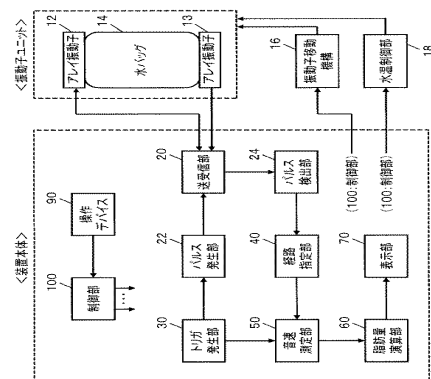 <振動子ユニット>
12
アレイ振動子
14
水バッグ
13
アレイ振動子
16
振動子移動
機構
18
水温制御部
(100:制御部)
(100:制御部)
<装置本体>
90
操作
デバイス
100
制御部
…
20
送受信部
24
パルス
検出部
22
パルス
発生部
40
経路
指定部
70
表示部
30
トリガ
発生部
50
音速
測定部
60
脂肪量
演算部